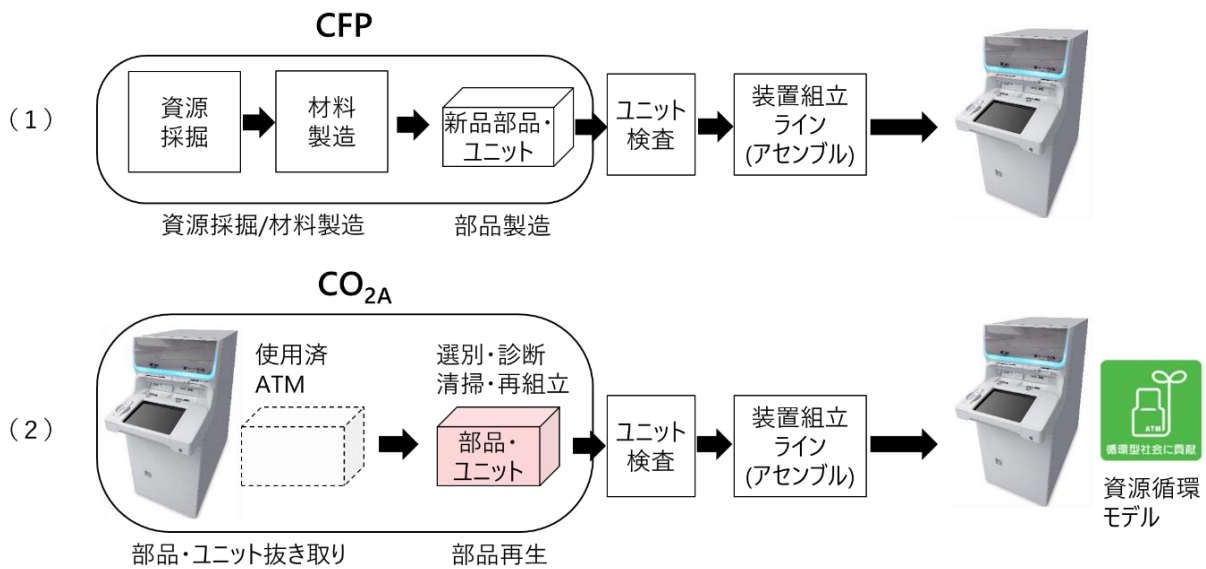 CFP
(1)
資源
採掘
材料
製造
新品部品・
ユニット
ユニット
検査
装置組立
ライン
(アセンブル)
資源採掘/材料製造
部品製造
CO2A
(2)
使用済
ATM
選別・診断
清掃・再組立
部品・
ユニット
ユニット
検査
装置組立
ライン
(アセンブル)
ATM
循環型社会に貢献
資源循環
モデル
部品・ユニット抜き取り
部品再生